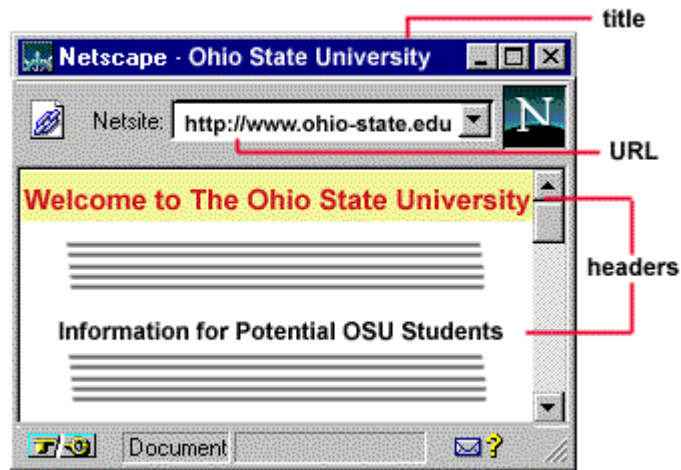 title
Netscape - Ohio State University
Netsite: http://www.ohio-state.edu
N
URL
Welcome to The Ohio State University
headers
Information for Potential OSU Students
Document
?